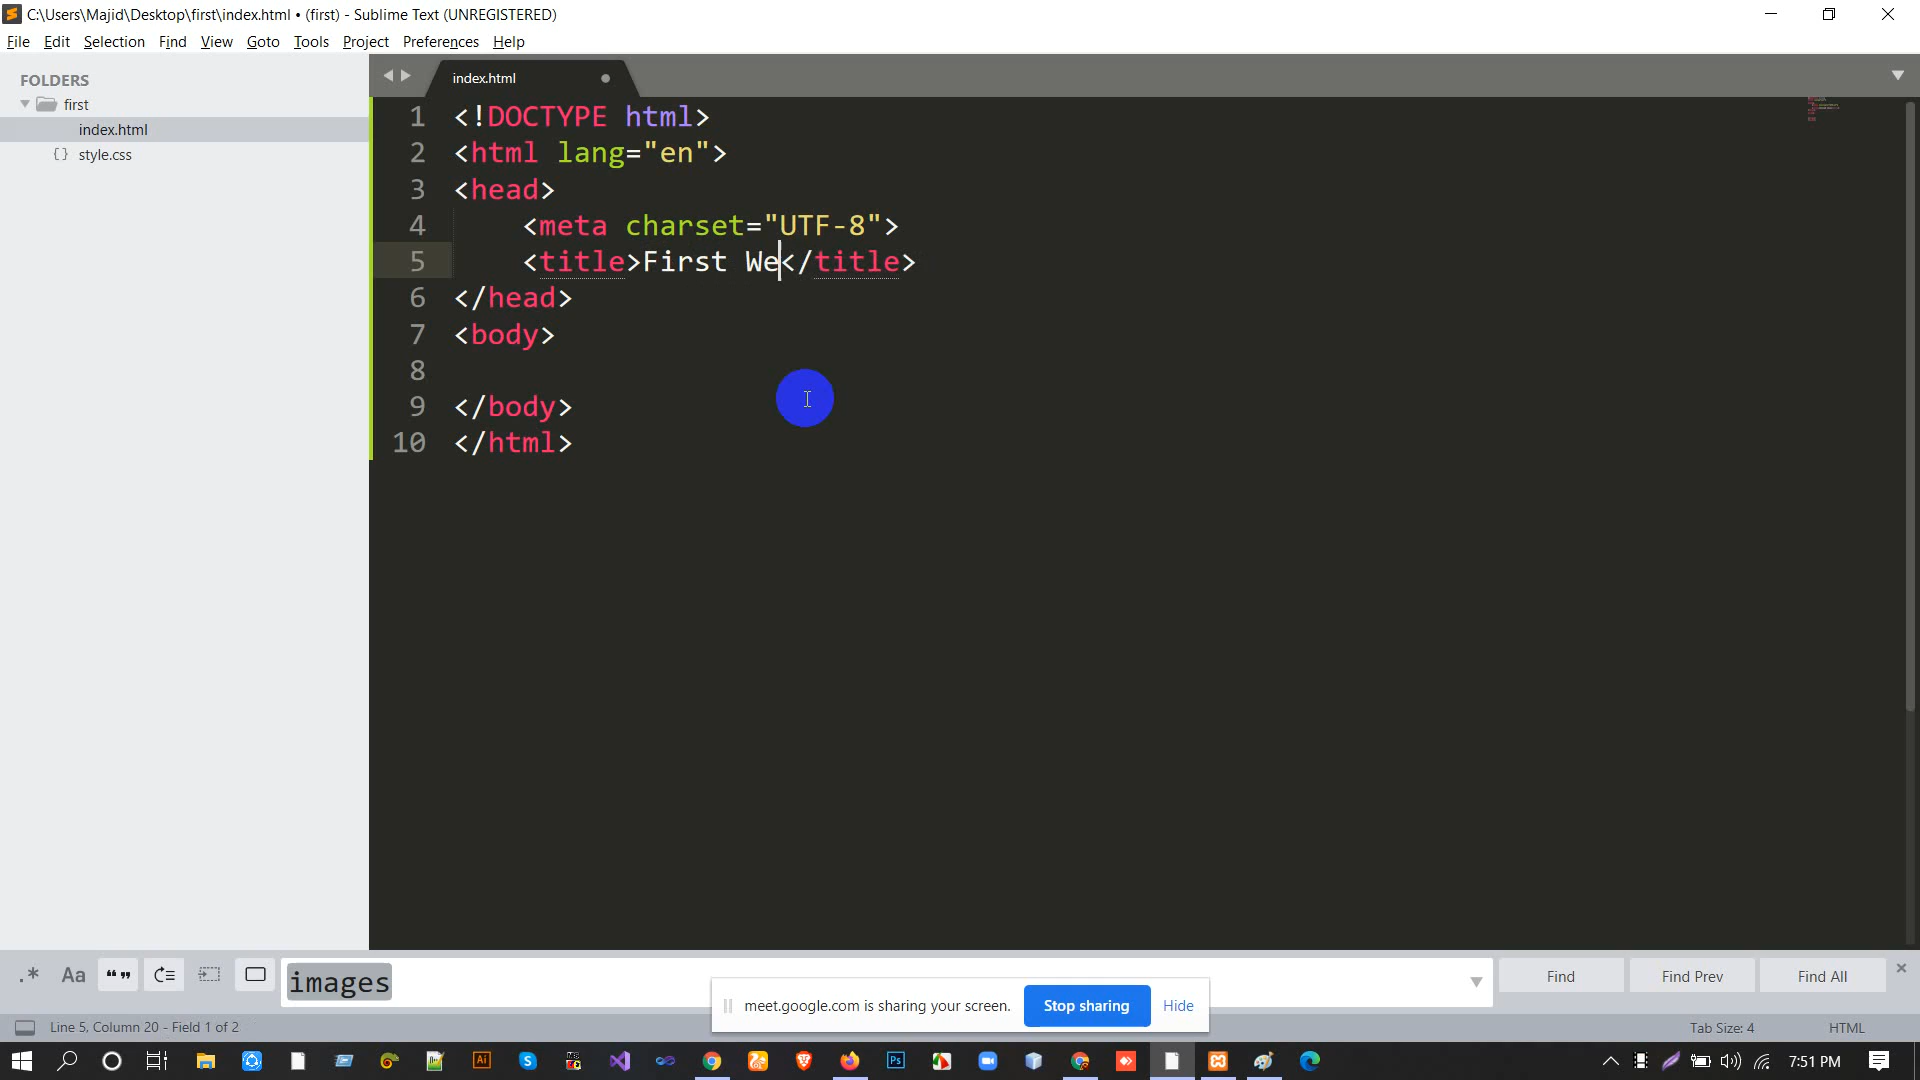 C:\Users\Majid\Desktop\first\index.html • (first) - Sublime Text (UNREGISTERED)
File Edit Selection Find View Goto Tools Project Preferences Help
FOLDERS
first
index.html
{} style.css
index.html
1 <!DOCTYPE html>
2 <html lang="en">
3 <head>
4     <meta charset="UTF-8">
5     <title>First We</title>
6 </head>
7 <body>
8
9 </body>
10 </html>
.* Aa “”
images
Find Find Prev Find All
meet.google.com is sharing your screen. Stop sharing Hide
Line 5, Column 20 - Field 1 of 2
Tab Size: 4 HTML
Ai S Ps
7:51 PM